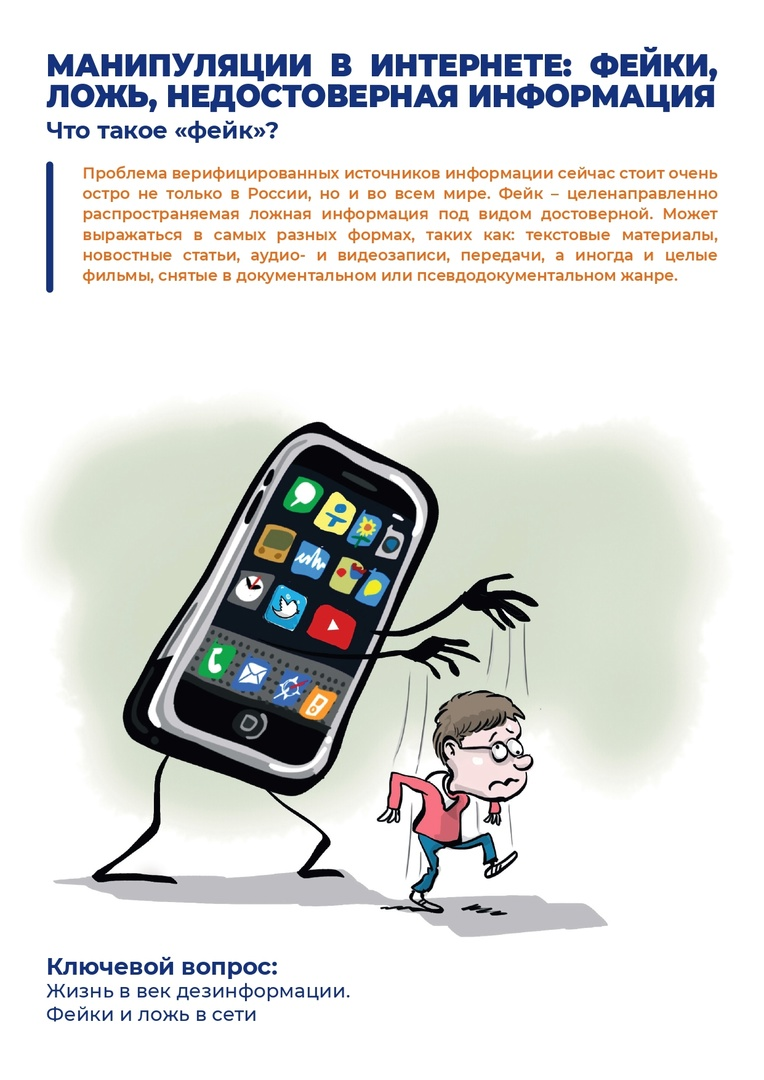 МАНИПУЛЯЦИИ В ИНТЕРНЕТЕ: ФЕЙКИ,
ЛОЖЬ, НЕДОСТОВЕРНАЯ ИНФОРМАЦИЯ
Что такое «фейк»?
Проблема верифицированных источников информации сейчас стоит очень
остро не только в России, но и во всем мире. Фейк – целенаправленно
распространяемая ложная информация под видом достоверной. Может
выражаться в самых разных формах, таких как: текстовые материалы,
новостные статьи, аудио- и видеозаписи, передачи, а иногда и целые
фильмы, снятые в документальном или псевдодокументальном жанре.
Ключевой вопрос:
Жизнь в век дезинформации.
Фейки и ложь в сети